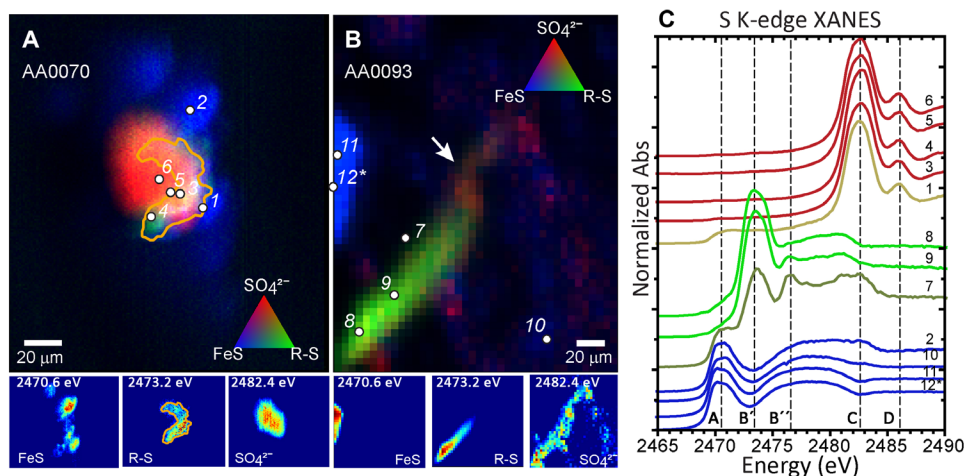 A
AA0070
2
6
5
3
4
1
SO₄²⁻
FeS
R-S
20 µm
B
AA0093
SO₄²⁻
FeS
R-S
11
12*
7
9
8
10
20 µm
2470.6 eV
FeS
2473.2 eV
R-S
2482.4 eV
SO₄²⁻
2470.6 eV
FeS
2473.2 eV
R-S
2482.4 eV
SO₄²⁻
C
S K-edge XANES
Normalized Abs
6
5
4
3
1
8
9
7
2
10
11
12
A
B´
B´´
C
D
2465 2470 2475 2480 2485 2490
Energy (eV)